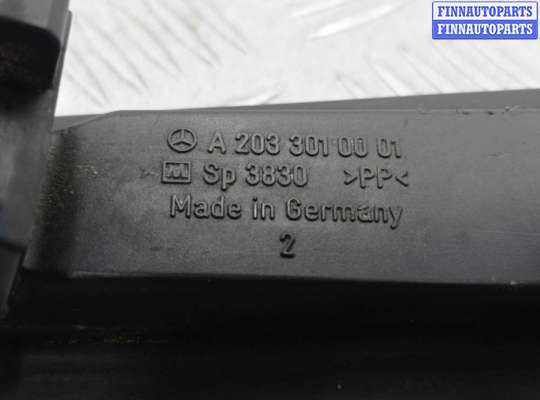 FINNAUTOPARTS
FINNAUTOPARTS
A 203 301 00 01
Sp 3830 >PP<
Made in Germany
2